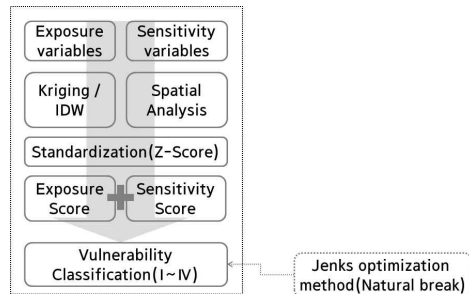 Exposure
variables
Sensitivity
variables
Kriging /
IDW
Spatial
Analysis
Standardization(Z-Score)
Exposure
Score
Sensitivity
Score
Vulnerability
Classification(Ⅰ~Ⅳ)
Jenks optimization
method(Natural break)